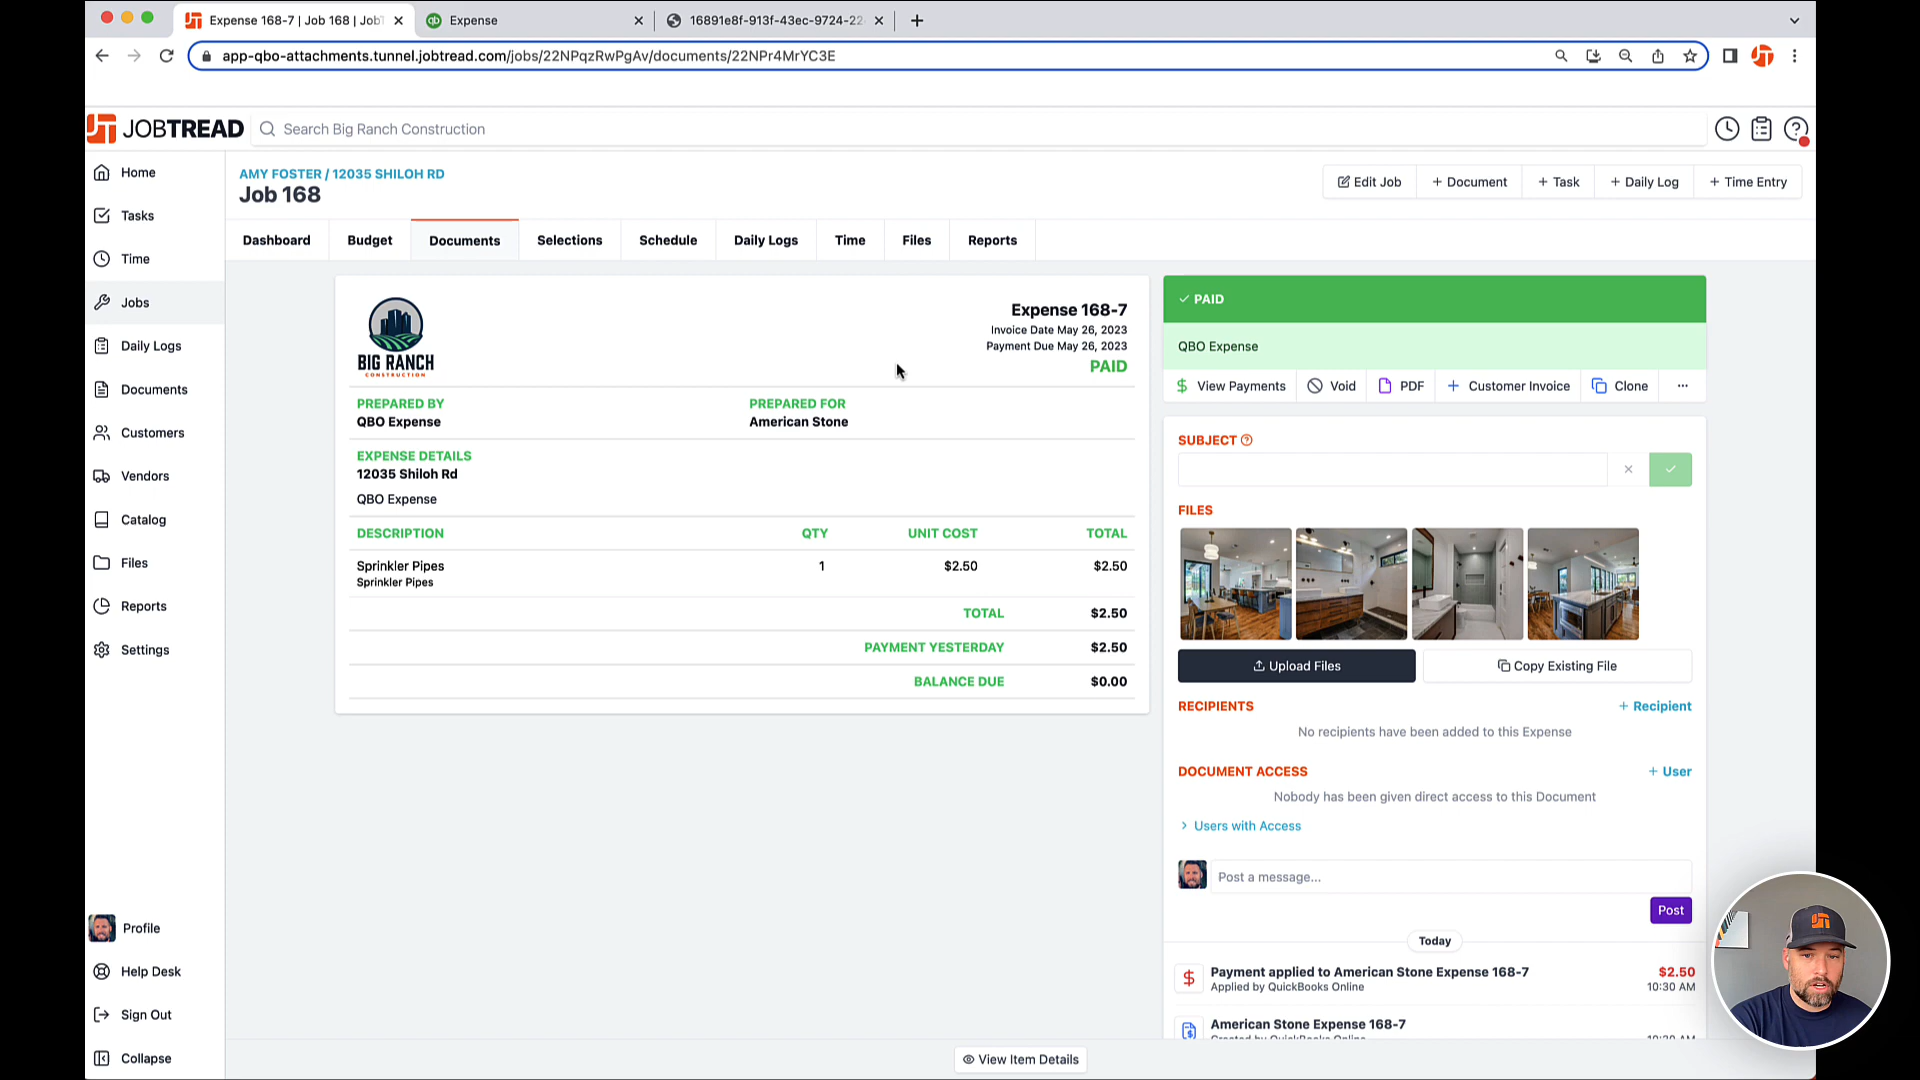 Expense 168-7 | Job 168 | Job
Expense
16891e8f-913f-43ec-9724-22
app-qbo-attachments.tunnel.jobtread.com/jobs/22NPqzRwPgAv/documents/22NPr4MrYC3E
JOBTREAD
Search Big Ranch Construction
Home
Tasks
Time
Jobs
Daily Logs
Documents
Customers
Vendors
Catalog
Files
Reports
Settings
Profile
Help Desk
Sign Out
Collapse
AMY FOSTER / 12035 SHILOH RD
Job 168
Edit Job
+ Document
+ Task
+ Daily Log
+ Time Entry
Dashboard
Budget
Documents
Selections
Schedule
Daily Logs
Time
Files
Reports
BIG RANCH
CONSTRUCTION
Expense 168-7
Invoice Date May 26, 2023
Payment Due May 26, 2023
PAID
PREPARED BY
QBO Expense
PREPARED FOR
American Stone
EXPENSE DETAILS
12035 Shiloh Rd
QBO Expense
DESCRIPTION QTY UNIT COST TOTAL
Sprinkler Pipes 1 $2.50 $2.50
Sprinkler Pipes
TOTAL $2.50
PAYMENT YESTERDAY $2.50
BALANCE DUE $0.00
View Item Details
PAID
QBO Expense
View Payments
Void
PDF
+ Customer Invoice
Clone
...
SUBJECT
FILES
Upload Files
Copy Existing File
RECIPIENTS
+ Recipient
No recipients have been added to this Expense
DOCUMENT ACCESS
+ User
Nobody has been given direct access to this Document
> Users with Access
Post a message...
Post
Today
Payment applied to American Stone Expense 168-7 $2.50
Applied by QuickBooks Online 10:30 AM
American Stone Expense 168-7
Created by QuickBooks Online 10:30 AM